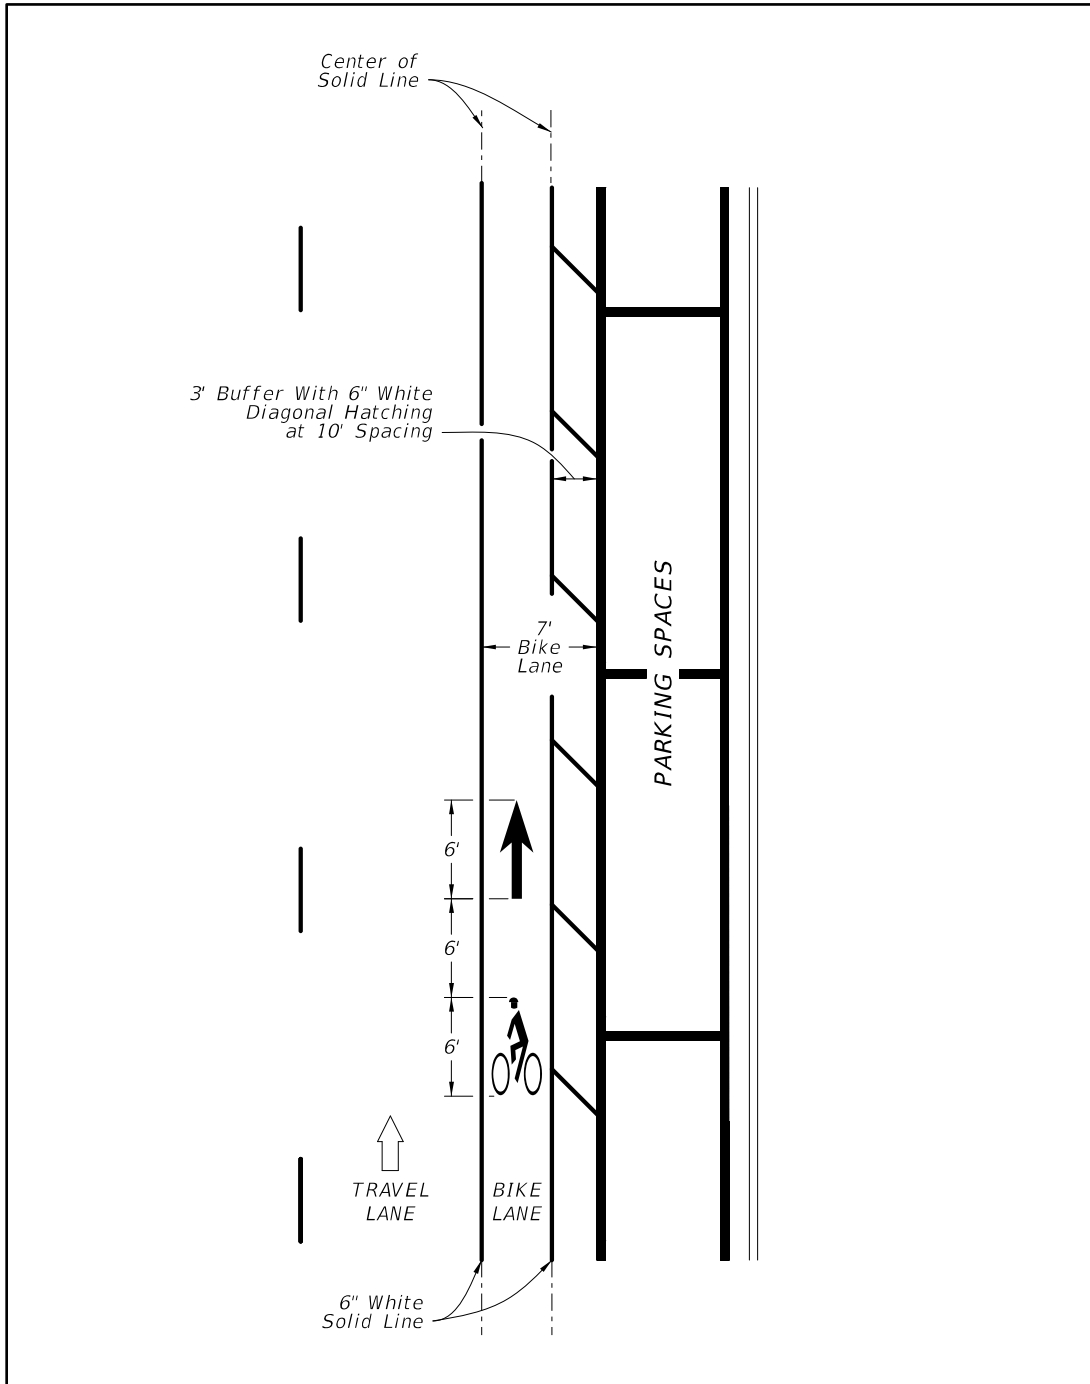 Center of
Solid Line
3' Buffer With 6" White
Diagonal Hatching
at 10' Spacing
7'
Bike
Lane
PARKING SPACES
6'
6'
6'
TRAVEL
LANE
BIKE
LANE
6" White
Solid Line